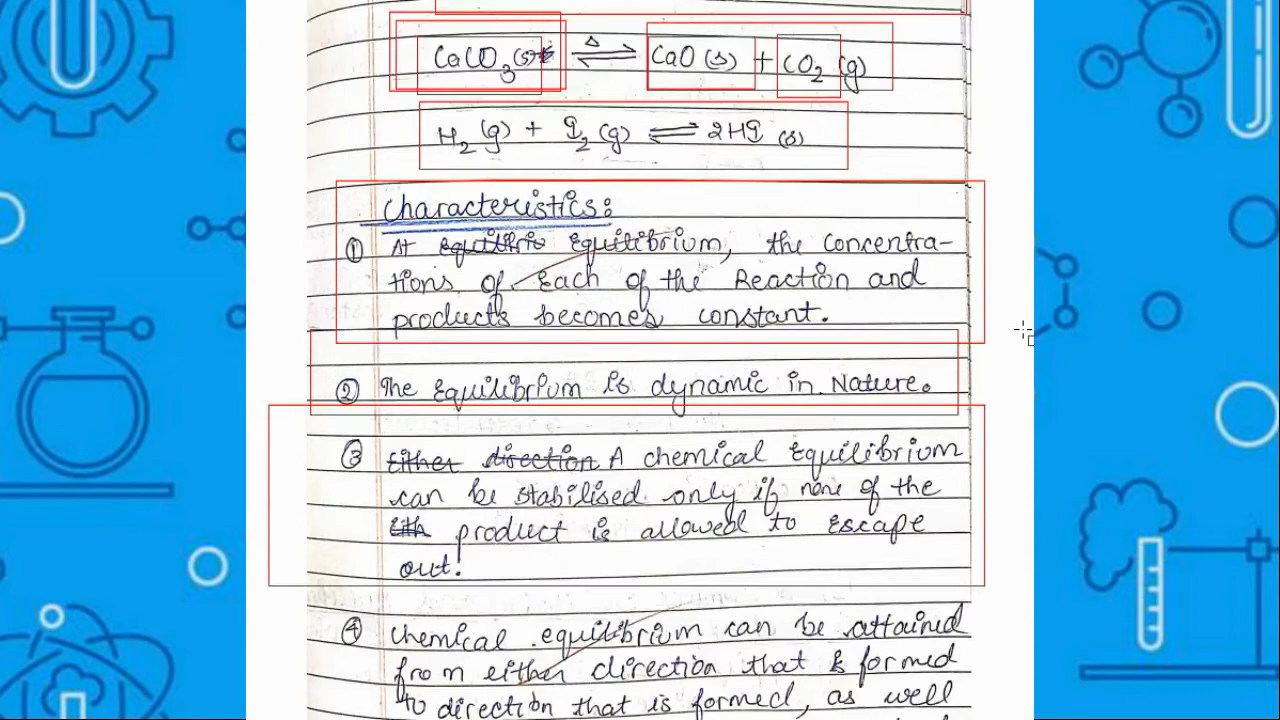 CaCO3(s) ⇌ CaO(s) + CO2(g)
H2(g) + I2(g) ⇌ 2HI (s)
Characteristics:
① At equilibrium, the concentra-
tions of Each of the Reaction and
products becomes constant.
② The Equilibrium is dynamic in Nature.
③ Either direction A chemical Equilibrium
can be stabilised only if none of the
product is allowed to Escape
out!
④ chemical equilibrium can be attained
from either direction that is formed
to direction that is formed, as well